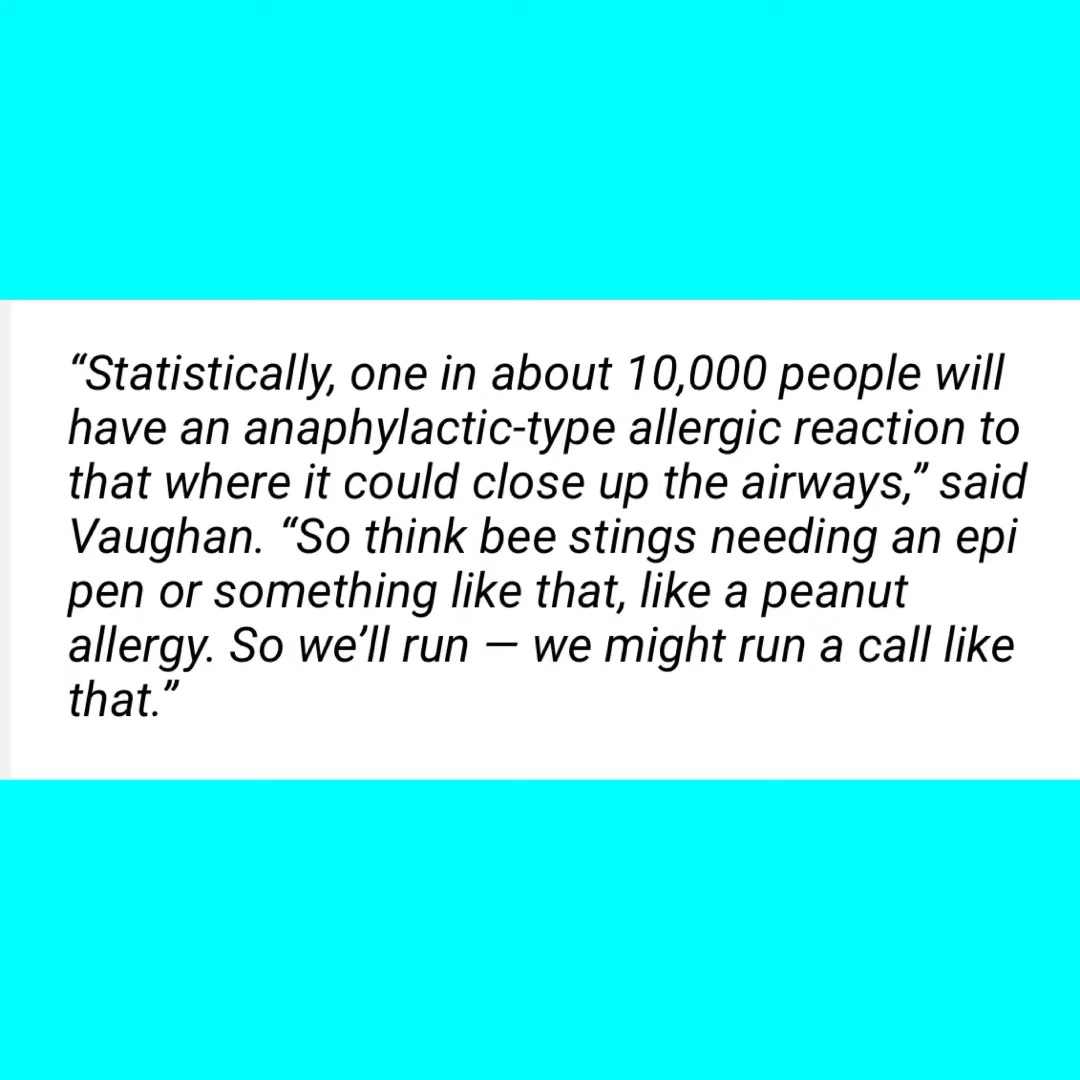 “Statistically, one in about 10,000 people will
have an anaphylactic-type allergic reaction to
that where it could close up the airways,” said
Vaughan. “So think bee stings needing an epi
pen or something like that, like a peanut
allergy. So we’ll run — we might run a call like
that.”